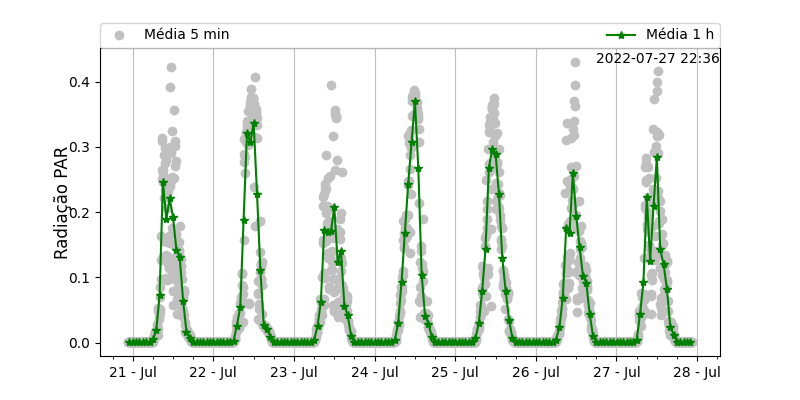 Média 5 min Média 1 h
2022-07-27 22:36
Radiação PAR
0.4
0.3
0.2
0.1
0.0
21 - Jul 22 - Jul 23 - Jul 24 - Jul 25 - Jul 26 - Jul 27 - Jul 28 - Jul